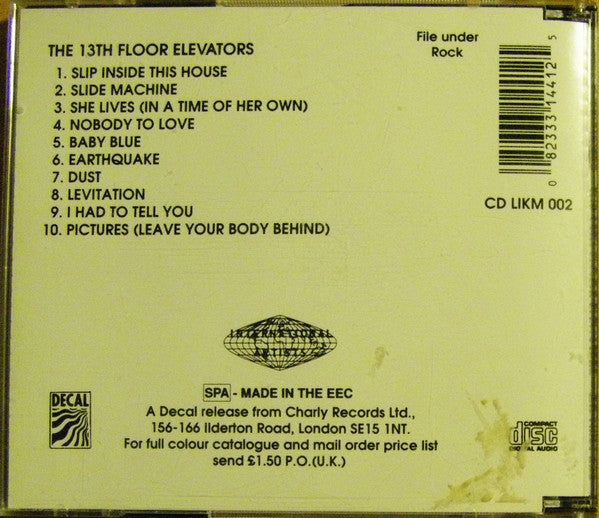 THE 13TH FLOOR ELEVATORS
1. SLIP INSIDE THIS HOUSE
2. SLIDE MACHINE
3. SHE LIVES (IN A TIME OF HER OWN)
4. NOBODY TO LOVE
5. BABY BLUE
6. EARTHQUAKE
7. DUST
8. LEVITATION
9. I HAD TO TELL YOU
10. PICTURES (LEAVE YOUR BODY BEHIND)
File under
Rock
0 82333 14412 5
CD LIKM 002
INTERNATIONAL
ARTISTS
DECAL
SPA - MADE IN THE EEC
A Decal release from Charly Records Ltd.,
156-166 Ilderton Road, London SE15 1NT.
For full colour catalogue and mail order price list
send £1.50 P.O.(U.K.)
COMPACT
disc
DIGITAL AUDIO